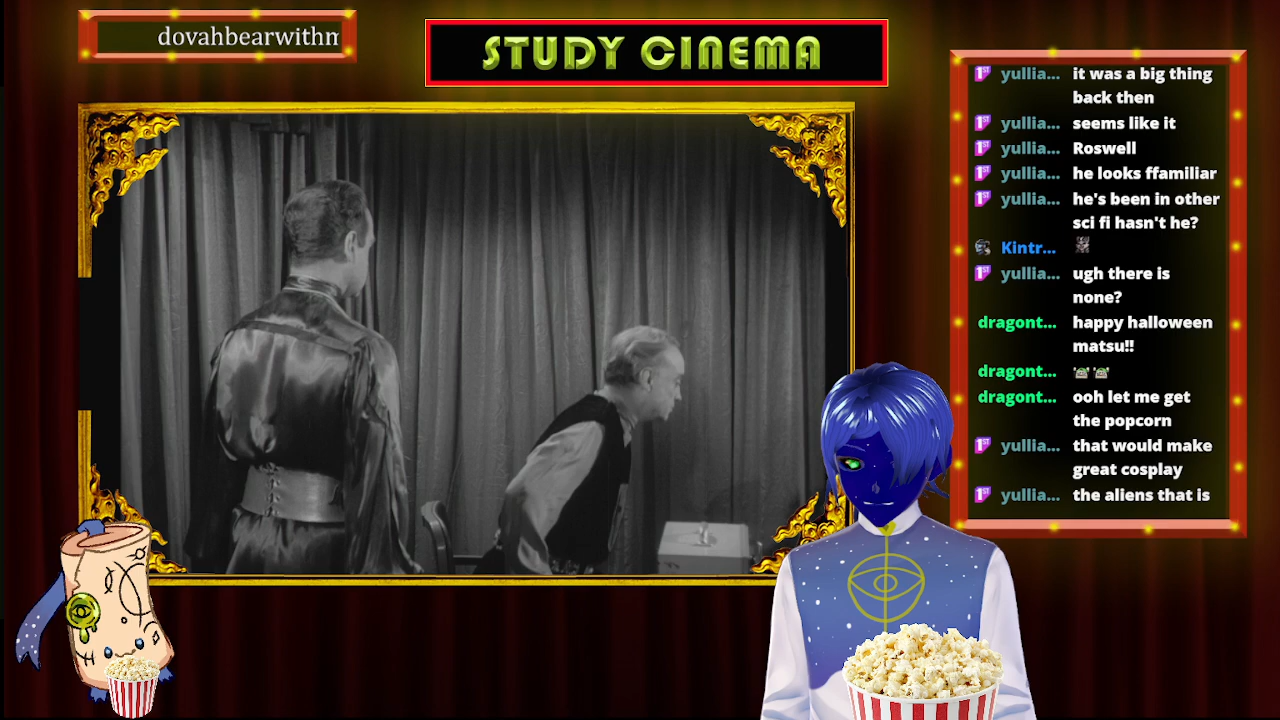 dovahbearwithm
STUDY CINEMA
yullia... it was a big thing
back then
yullia... seems like it
yullia... Roswell
yullia... he looks ffamiliar
yullia... he's been in other
sci fi hasn't he?
Kintr...
yullia... ugh there is
none?
dragont... happy halloween
matsu!!
dragont...
dragont... ooh let me get
the popcorn
yullia... that would make
great cosplay
yullia... the aliens that is